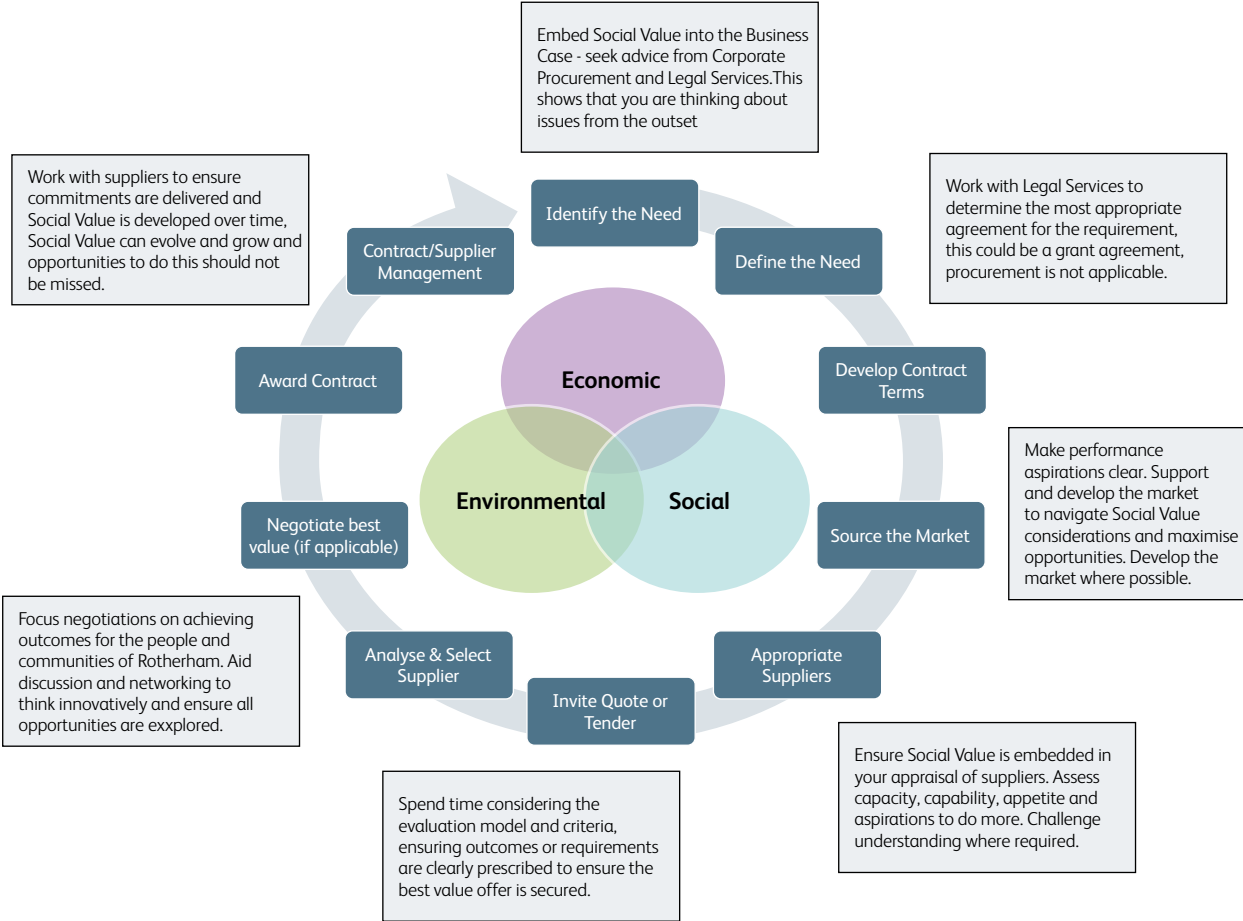 Embed Social Value into the Business
Case - seek advice from Corporate
Procurement and Legal Services.This
shows that you are thinking about
issues from the outset
Work with suppliers to ensure
commitments are delivered and
Social Value is developed over time,
Social Value can evolve and grow and
opportunities to do this should not
be missed.
Work with Legal Services to
determine the most appropriate
agreement for the requirement,
this could be a grant agreement,
procurement is not applicable.
Identify the Need
Contract/Supplier
Management
Define the Need
Award Contract
Economic
Develop Contract
Terms
Environmental
Social
Make performance
aspirations clear. Support
and develop the market
to navigate Social Value
considerations and maximise
opportunities. Develop the
market where possible.
Negotiate best
value (if applicable)
Source the Market
Focus negotiations on achieving
outcomes for the people and
communities of Rotherham. Aid
discussion and networking to
think innovatively and ensure all
opportunities are exxplored.
Analyse & Select
Supplier
Appropriate
Suppliers
Invite Quote or
Tender
Ensure Social Value is embedded in
your appraisal of suppliers. Assess
capacity, capability, appetite and
aspirations to do more. Challenge
understanding where required.
Spend time considering the
evaluation model and criteria,
ensuring outcomes or requirements
are clearly prescribed to ensure the
best value offer is secured.